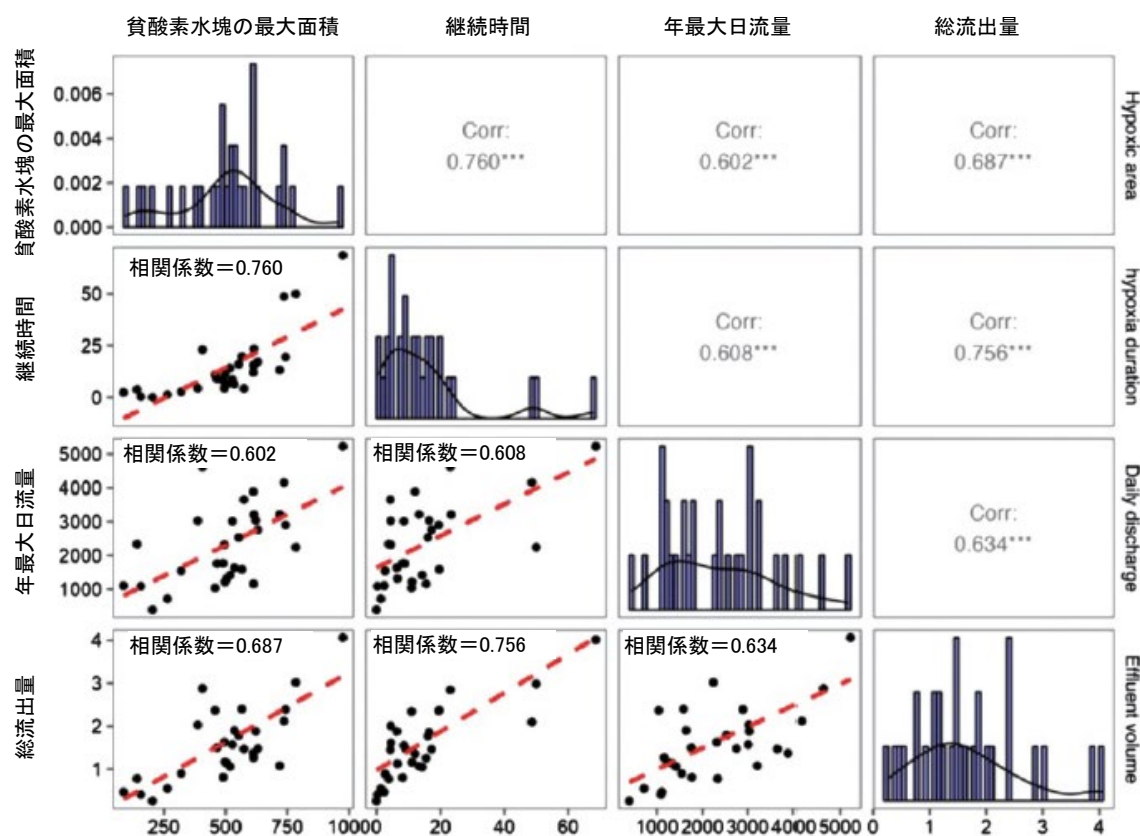 貧酸素水塊の最大面積 継続時間 年最大日流量 総流出量
貧酸素水塊の最大面積
0.006
0.004
0.002
0.000
Corr:
0.760***
Corr:
0.602***
Corr:
0.687***
Hypoxic area
継続時間
50
25
0
相関係数＝0.760
Corr:
0.608***
Corr:
0.756***
hypoxia duration
年最大日流量
5000
4000
3000
2000
1000
相関係数＝0.602
相関係数＝0.608
Corr:
0.634***
Daily discharge
総流出量
4
3
2
1
相関係数＝0.687
相関係数＝0.756
相関係数＝0.634
Effluent volume
250 500 750 1000 0 20 40 60 1000 2000 3000 4000 5000 0 1 2 3 4